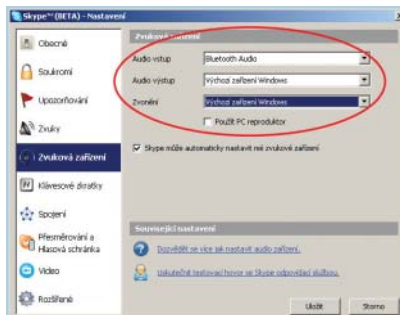 Skype™ (BETA) - Nastavení
Obecné
Soukromí
Upozorňování
Zvuky
Zvuková zařízení
Klávesové zkratky
Spojení
Přesměrování a
Hlasová schránka
Video
Rozšířené
Zvuková zařízení
Audio vstup
Bluetooth Audio
Audio výstup
Výchozí zařízení Windows
Zvonění
Výchozí zařízení Windows
Použít PC reproduktor
Skype může automaticky nastavit mé zvukové zařízení
Související nastavení
Dozvědět se více jak nastavit audio zařízení.
Uskutečnit testovací hovor se Skype odpovídací službou.
Uložit
Storno